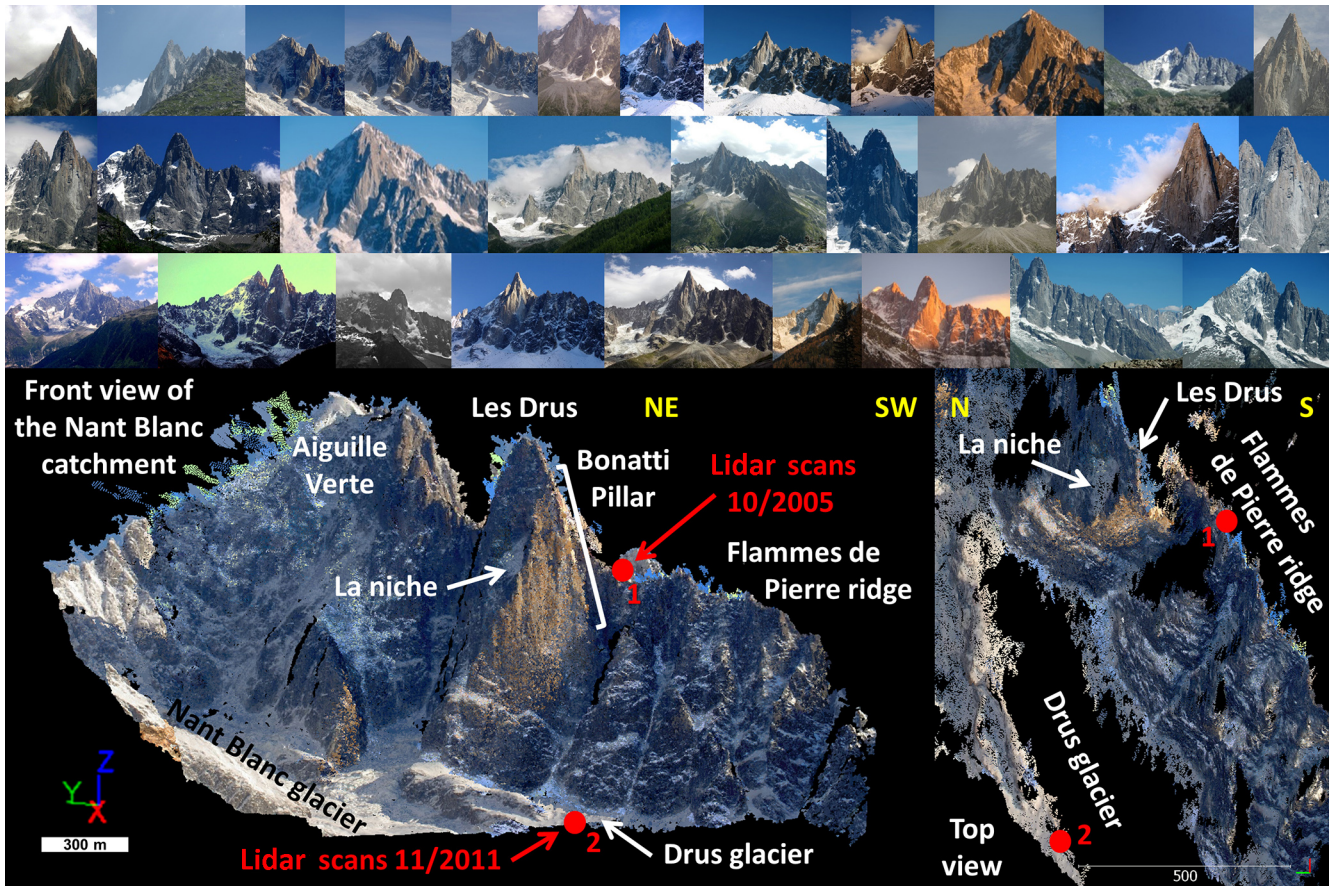 Front view of
the Nant Blanc
catchment
Aiguille
Verte
Les Drus
NE
SW
Bonatti
Pillar
Lidar scans
10/2005
La niche
1
Flammes de
Pierre ridge
Nant Blanc glacier
Z
Y
X
300 m
Lidar scans 11/2011
2
Drus glacier
N
S
Les Drus
La niche
Flammes
de Pierre ridge
1
Drus glacier
Top
view
2
500